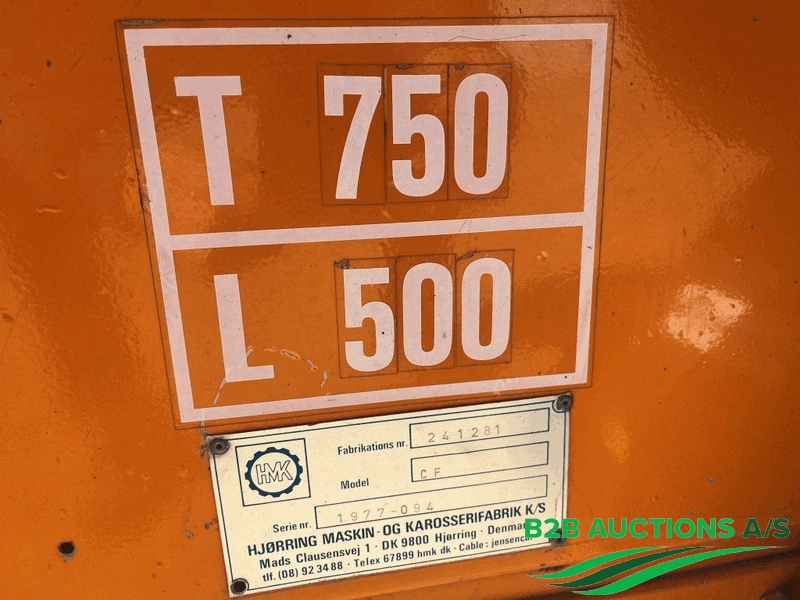 T 750
L 500
HMK
Fabrikations nr. 241281
Model CF
Serie nr. 1977-094
HJØRRING MASKIN- OG KAROSSERIFABRIK K/S
Mads Clausensvej 1 · DK 9800 Hjørring · Denmark
tlf. (08) 92 34 88 · Telex 67899 hmk dk · Cable: jensencar
B2B AUCTIONS A/S